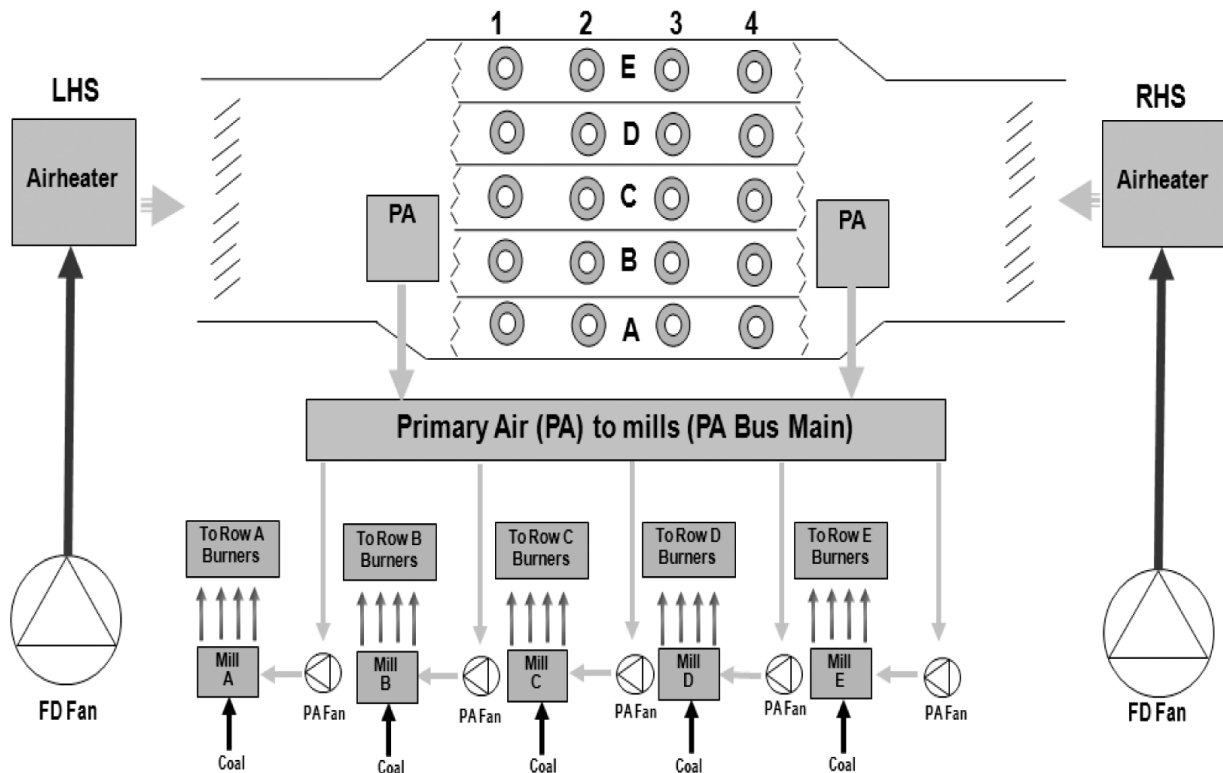 1 2 3 4
E
LHS
RHS
D
Airheater
Airheater
C
PA
PA
B
A
Primary Air (PA) to mills (PA Bus Main)
To Row A
Burners
To Row B
Burners
To Row C
Burners
To Row D
Burners
To Row E
Burners
Mill
A
Mill
B
Mill
C
Mill
D
Mill
E
FD Fan
PA Fan
PA Fan
PA Fan
PA Fan
PA Fan
FD Fan
Coal
Coal
Coal
Coal
Coal